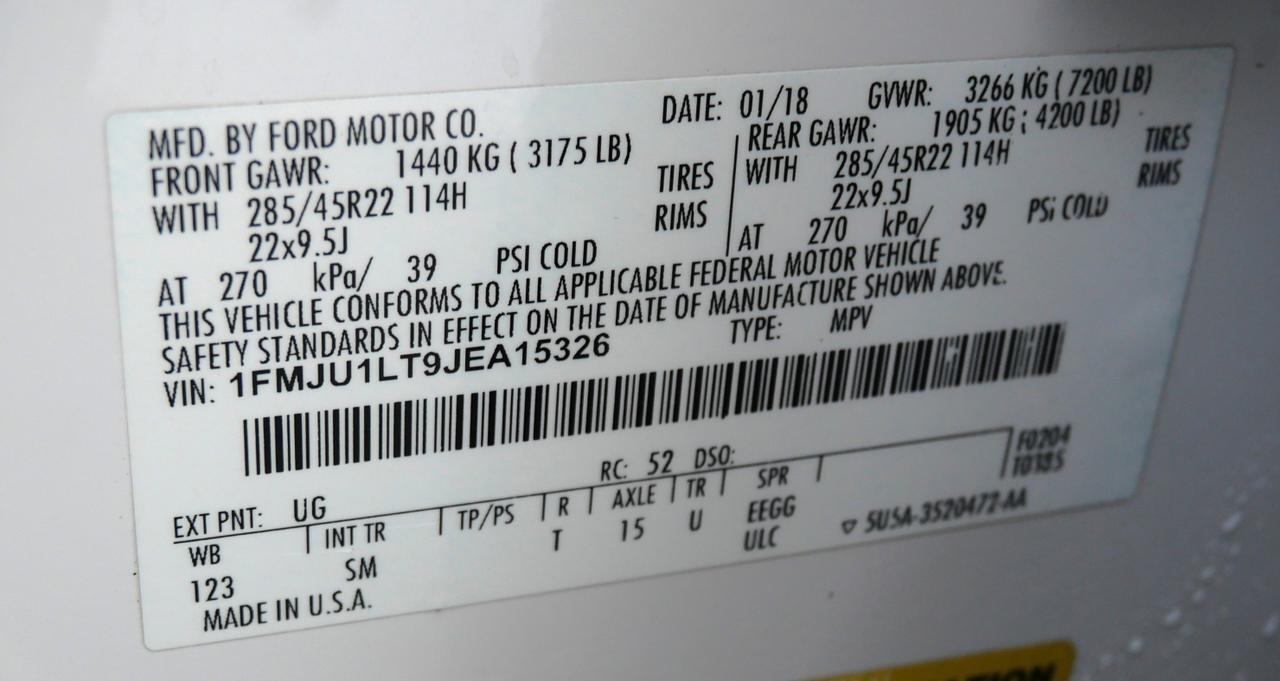 MFD. BY FORD MOTOR CO. DATE: 01/18 GVWR: 3266 KG ( 7200 LB)
FRONT GAWR: 1440 KG ( 3175 LB) REAR GAWR: 1905 KG ; 4200 LB)
WITH 285/45R22 114H TIRES WITH 285/45R22 114H TIRES
22x9.5J RIMS 22x9.5J RIMS
AT 270 kPa/ 39 PSI COLD AT 270 kPa/ 39 PSi COLD
THIS VEHICLE CONFORMS TO ALL APPLICABLE FEDERAL MOTOR VEHICLE
SAFETY STANDARDS IN EFFECT ON THE DATE OF MANUFACTURE SHOWN ABOVE.
VIN: 1FMJU1LT9JEA15326 TYPE: MPV
F0204
EXT PNT: UG RC: 52 DSO: T0185
WB INT TR TP/PS R AXLE TR SPR
123 SM T 15 U EEGG
ULC ▽ 5U5A-3520472-AA
MADE IN U.S.A.